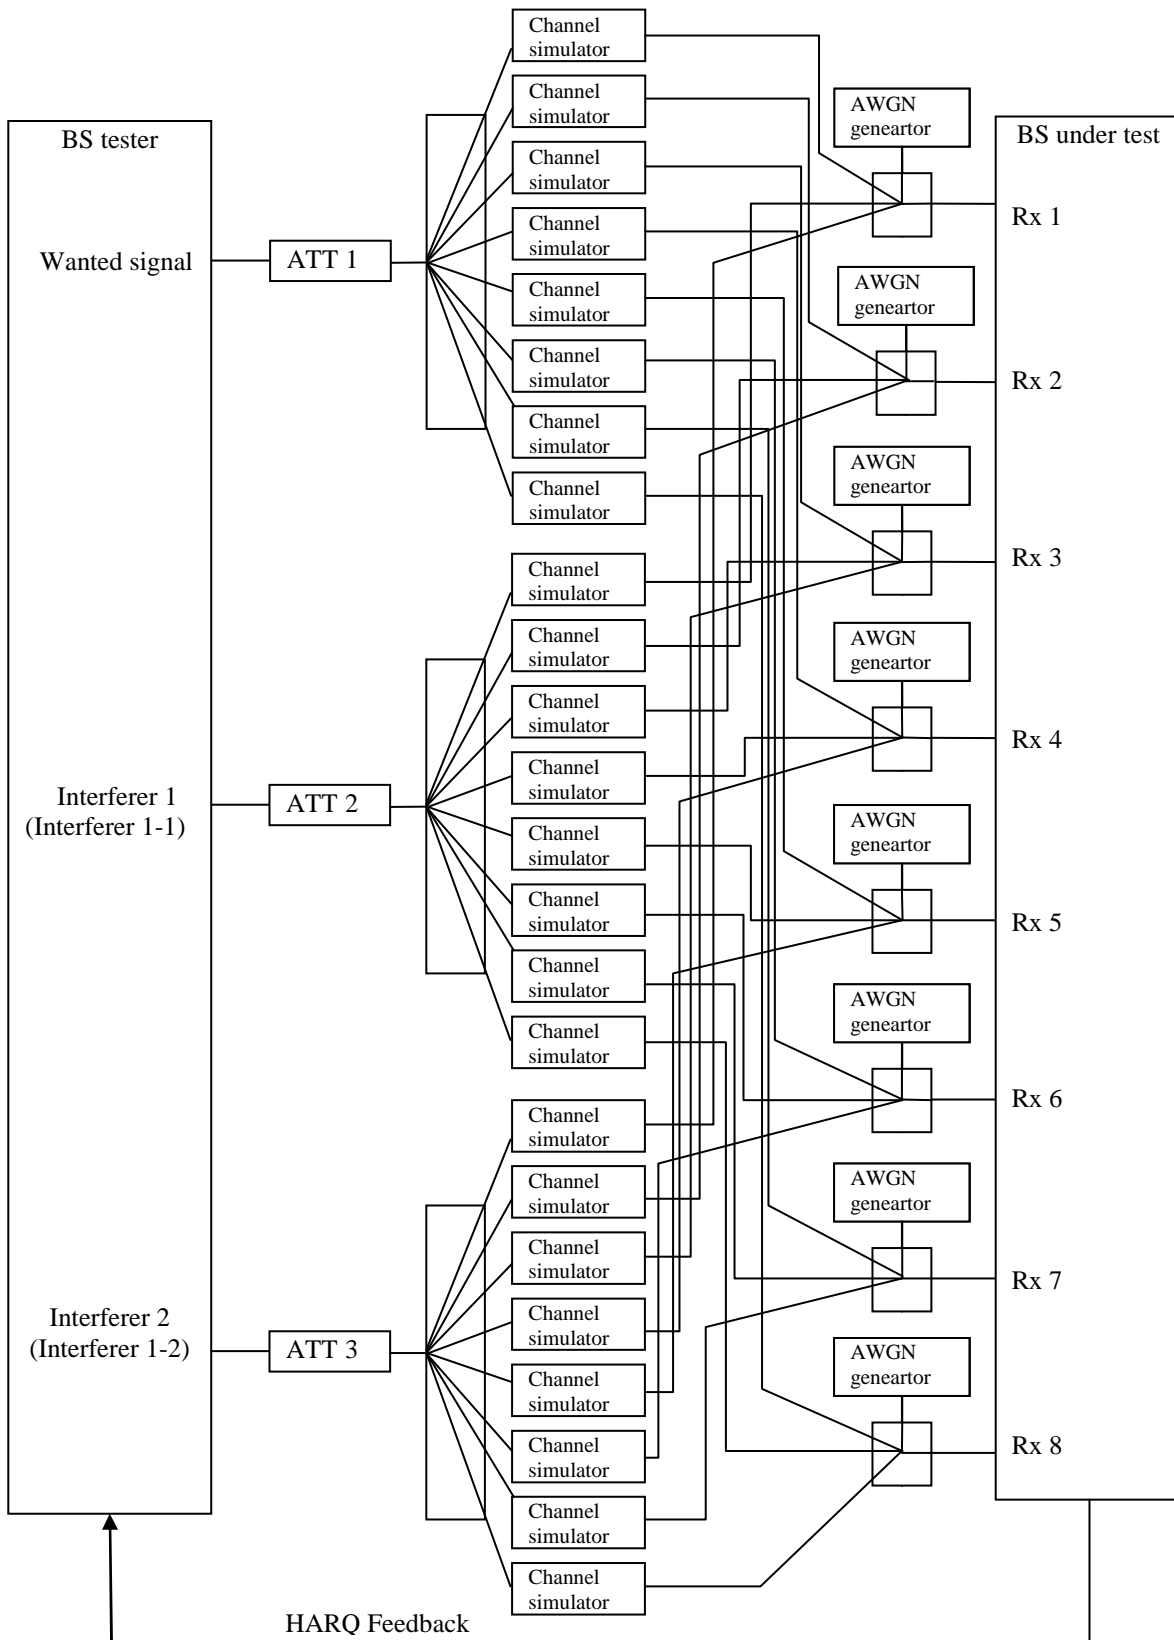 BS tester
Wanted signal
Interferer 1
(Interferer 1-1)
Interferer 2
(Interferer 1-2)
ATT 1
ATT 2
ATT 3
Channel
simulator
Channel
simulator
Channel
simulator
Channel
simulator
Channel
simulator
Channel
simulator
Channel
simulator
Channel
simulator
Channel
simulator
Channel
simulator
Channel
simulator
Channel
simulator
Channel
simulator
Channel
simulator
Channel
simulator
Channel
simulator
Channel
simulator
Channel
simulator
Channel
simulator
Channel
simulator
Channel
simulator
Channel
simulator
Channel
simulator
Channel
simulator
AWGN
geneartor
AWGN
geneartor
AWGN
geneartor
AWGN
geneartor
AWGN
geneartor
AWGN
geneartor
AWGN
geneartor
AWGN
geneartor
BS under test
Rx 1
Rx 2
Rx 3
Rx 4
Rx 5
Rx 6
Rx 7
Rx 8
HARQ Feedback